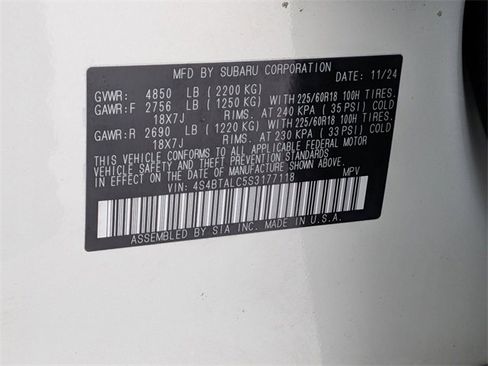 MFD BY SUBARU CORPORATION
DATE: 11/24
GVWR: 4850 LB (2200 KG)
GAWR:F 2756 LB (1250 KG) WITH 225/60R18 100H TIRES.
18X7J RIMS. AT 240 KPA (35 PSI) COLD
GAWR:R 2690 LB (1220 KG) WITH 225/60R18 100H TIRES.
18X7J RIMS. AT 230 KPA (33 PSI) COLD
THIS VEHICLE CONFORMS TO ALL APPLICABLE FEDERAL MOTOR
VEHICLE SAFETY AND THEFT PREVENTION STANDARDS
IN EFFECT ON THE DATE OF MANUFACTURE SHOWN ABOVE.
VIN: 4S4BTALC5S3177118 MPV
ASSEMBLED BY SIA INC. MADE IN U.S.A.